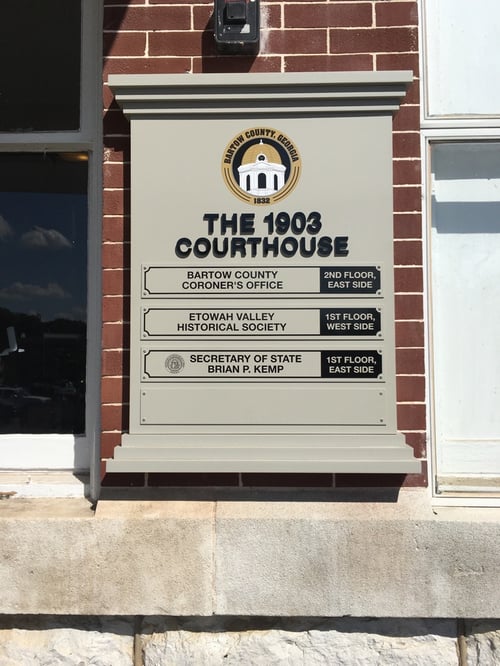 BARTOW COUNTY, GEORGIA
1832
THE 1903
COURTHOUSE
BARTOW COUNTY
CORONER'S OFFICE
2ND FLOOR,
EAST SIDE
ETOWAH VALLEY
HISTORICAL SOCIETY
1ST FLOOR,
WEST SIDE
SECRETARY OF STATE
BRIAN P. KEMP
1ST FLOOR,
EAST SIDE